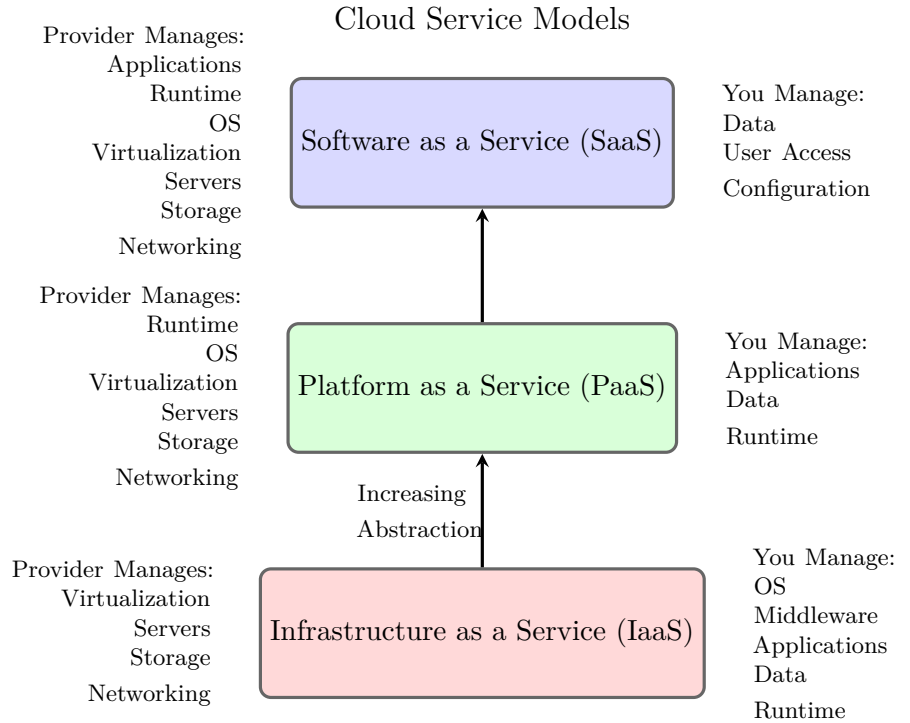 Cloud Service Models
Provider Manages:
Applications
Runtime
OS
Virtualization
Servers
Storage
Networking
Software as a Service (SaaS)
You Manage:
Data
User Access
Configuration
Provider Manages:
Runtime
OS
Virtualization
Servers
Storage
Networking
Platform as a Service (PaaS)
You Manage:
Applications
Data
Runtime
Increasing
Abstraction
Provider Manages:
Virtualization
Servers
Storage
Networking
Infrastructure as a Service (IaaS)
You Manage:
OS
Middleware
Applications
Data
Runtime